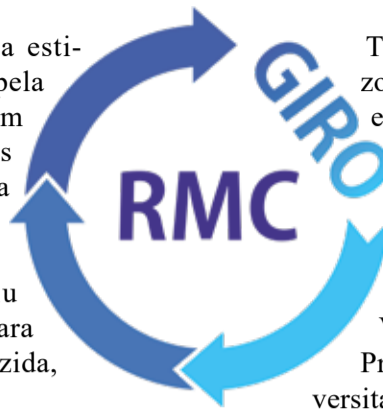 a esti-
pela
m
s
a
u
ara
zida,
GIRO
RMC
T
zo
e
V
Pr
versita